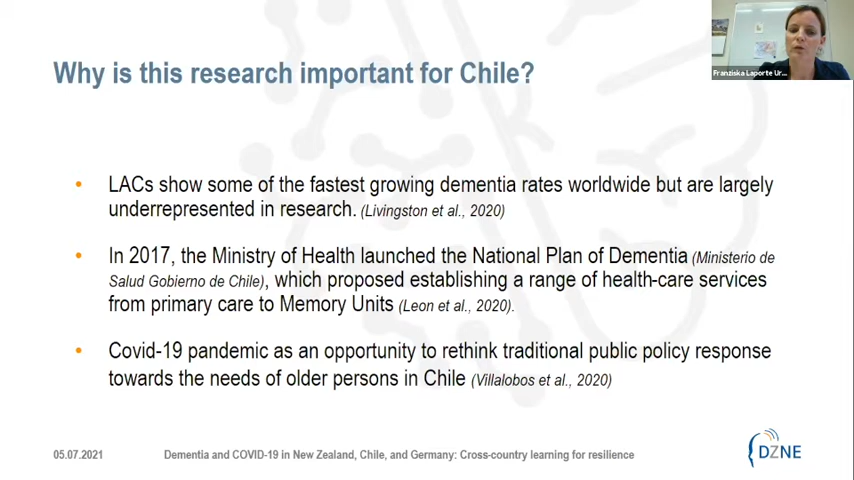 Why is this research important for Chile?
Franziska Laporte Ur...
• LACs show some of the fastest growing dementia rates worldwide but are largely
underrepresented in research. (Livingston et al., 2020)
• In 2017, the Ministry of Health launched the National Plan of Dementia (Ministerio de
Salud Gobierno de Chile), which proposed establishing a range of health-care services
from primary care to Memory Units (Leon et al., 2020).
• Covid-19 pandemic as an opportunity to rethink traditional public policy response
towards the needs of older persons in Chile (Villalobos et al., 2020)
05.07.2021 Dementia and COVID-19 in New Zealand, Chile, and Germany: Cross-country learning for resilience
DZNE